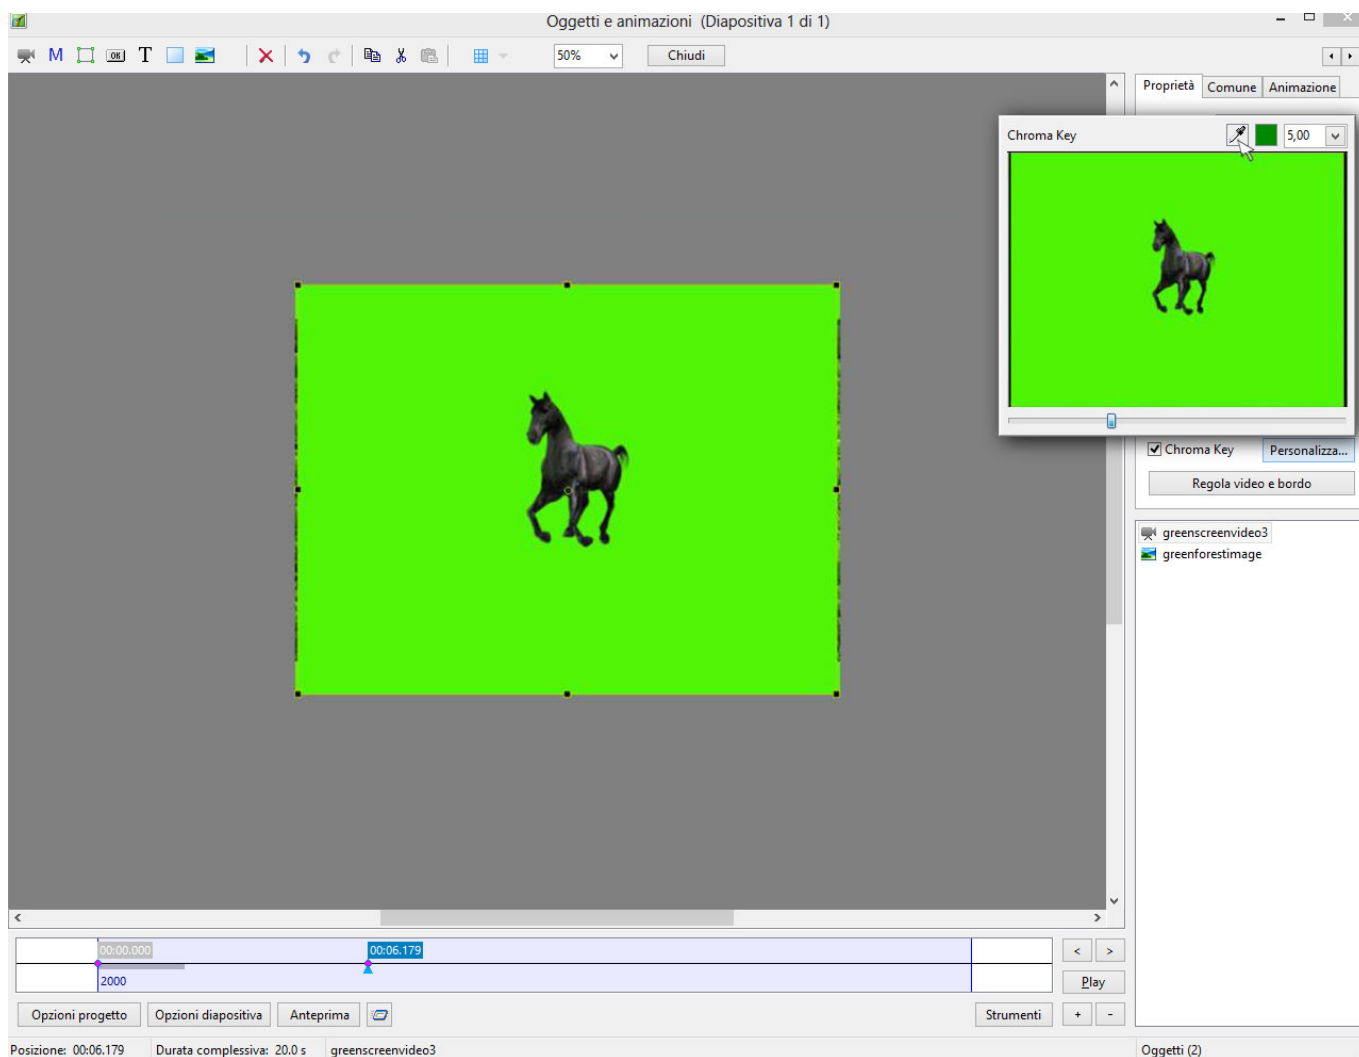 Oggetti e animazioni (Diapositiva 1 di 1)
M OK T 50% Chiudi
Proprietà Comune Animazione
Chroma Key 5,00
Chroma Key Personalizza...
Regola video e bordo
greenscreenvideo3
greenforestimage
00:00.000 00:06.179
< >
2000
Play
Opzioni progetto Opzioni diapositiva Anteprima Strumenti + -
Posizione: 00:06.179 Durata complessiva: 20.0 s greenscreenvideo3 Oggetti (2)